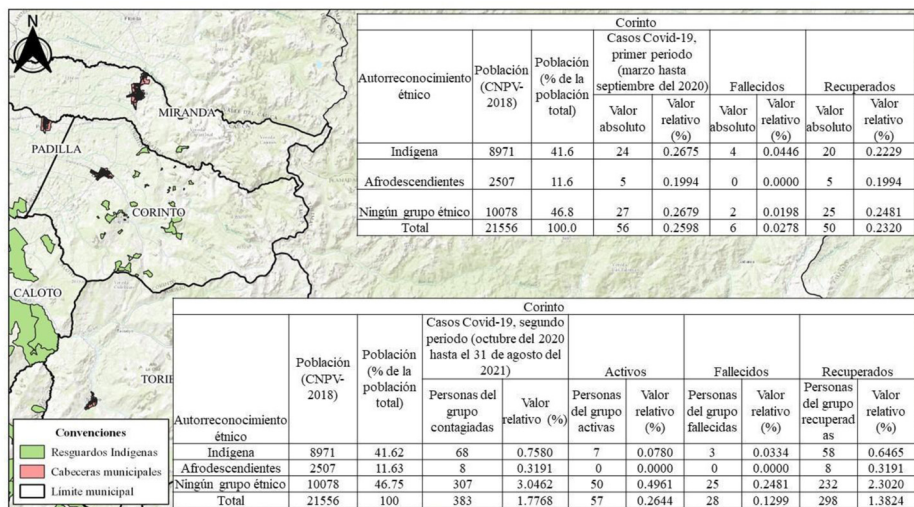 N
MIRANDA
PADILLA
CORINTO
CALOTO
Corinto
Autorreconocimiento étnico | Población (CNPV-2018) | Población (% de la población total) | Casos Covid-19, primer periodo (marzo hasta septiembre del 2020) | Fallecidos | Recuperados
Valor absoluto | Valor relativo (%) | Valor absoluto | Valor relativo (%) | Valor absoluto | Valor relativo (%)
Indígena | 8971 | 41.6 | 24 | 0.2675 | 4 | 0.0446 | 20 | 0.2229
Afrodescendientes | 2507 | 11.6 | 5 | 0.1994 | 0 | 0.0000 | 5 | 0.1994
Ningún grupo étnico | 10078 | 46.8 | 27 | 0.2679 | 2 | 0.0198 | 25 | 0.2481
Total | 21556 | 100.0 | 56 | 0.2598 | 6 | 0.0278 | 50 | 0.2320
Corinto
Autorreconocimiento étnico | Población (CNPV-2018) | Población (% de la población total) | Casos Covid-19, segundo periodo (octubre del 2020 hasta el 31 de agosto del 2021) | Activos | Fallecidos | Recuperados
Personas del grupo contagiadas | Valor relativo (%) | Personas del grupo activas | Valor relativo (%) | Personas del grupo fallecidas | Valor relativo (%) | Personas del grupo recuperadas | Valor relativo (%)
Indígena | 8971 | 41.62 | 68 | 0.7580 | 7 | 0.0780 | 3 | 0.0334 | 58 | 0.6465
Afrodescendientes | 2507 | 11.63 | 8 | 0.3191 | 0 | 0.0000 | 0 | 0.0000 | 8 | 0.3191
Ningún grupo étnico | 10078 | 46.75 | 307 | 3.0462 | 50 | 0.4961 | 25 | 0.2481 | 232 | 2.3020
Total | 21556 | 100 | 383 | 1.7768 | 57 | 0.2644 | 28 | 0.1299 | 298 | 1.3824
TORIB
Convenciones
Resguardos Indigenas
Cabeceras municipales
Límite municipal